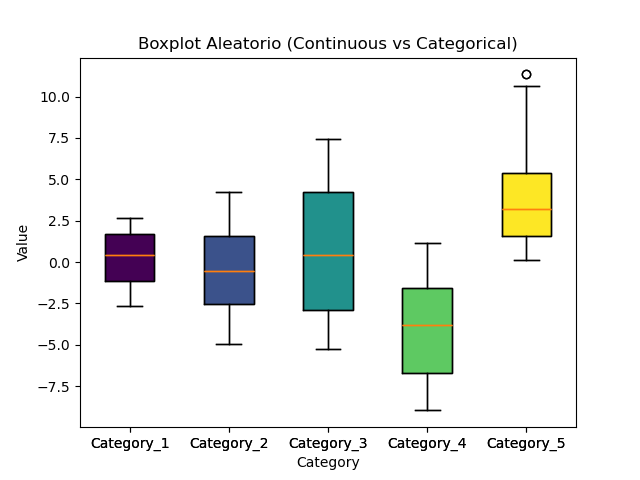 Boxplot Aleatorio (Continuous vs Categorical)
10.0
7.5
5.0
2.5
0.0
−2.5
−5.0
−7.5
Value
Category_1 Category_2 Category_3 Category_4 Category_5
Category